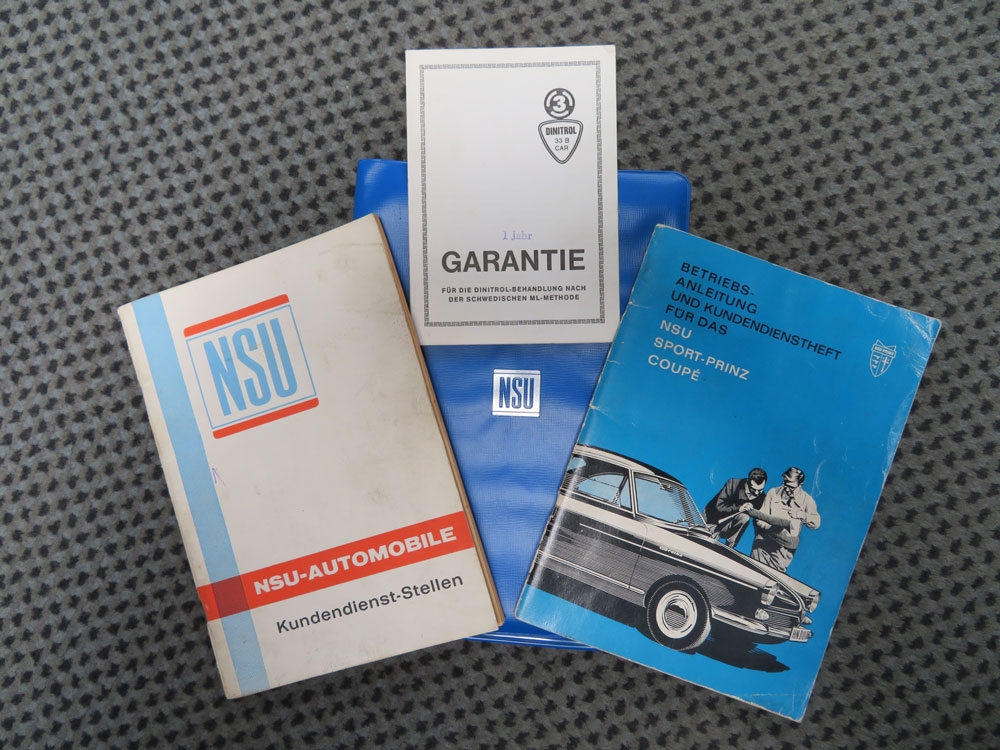 3
DINITROL
33 B
CAR
1 Jahr
GARANTIE
FÜR DIE DINITROL-BEHANDLUNG NACH
DER SCHWEDISCHEN ML-METHODE
NSU
NSU-AUTOMOBILE
Kundendienst-Stellen
NSU
BETRIEBS-
ANLEITUNG
UND KUNDENDIENSTHEFT
FÜR DAS
NSU
SPORT-PRINZ
COUPÉ